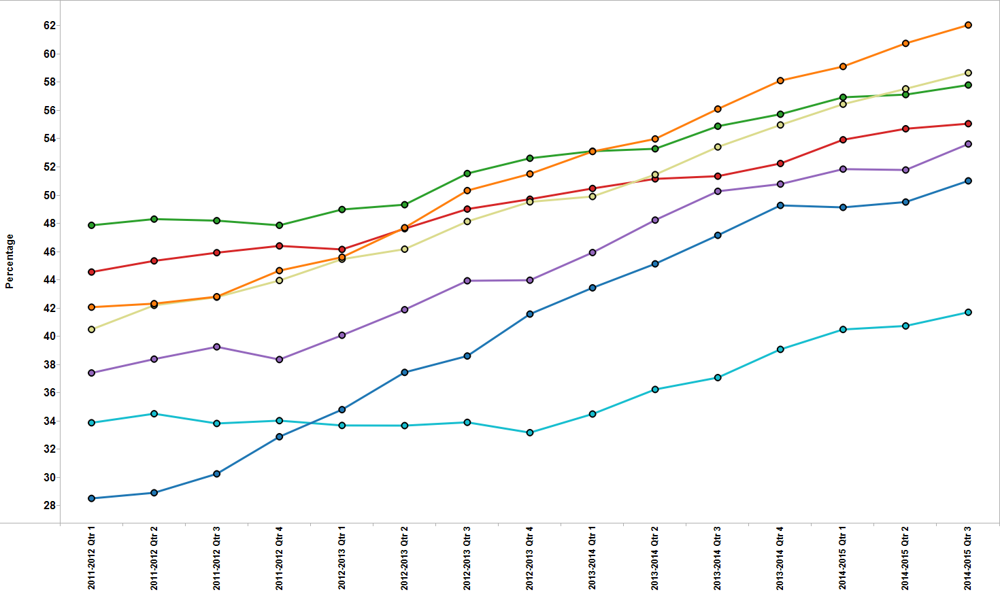 62
60
58
56
54
52
50
48
46
44
42
40
38
36
34
32
30
28
Percentage
2011-2012 Qtr 1
2011-2012 Qtr 2
2011-2012 Qtr 3
2011-2012 Qtr 4
2012-2013 Qtr 1
2012-2013 Qtr 2
2012-2013 Qtr 3
2012-2013 Qtr 4
2013-2014 Qtr 1
2013-2014 Qtr 2
2013-2014 Qtr 3
2013-2014 Qtr 4
2014-2015 Qtr 1
2014-2015 Qtr 2
2014-2015 Qtr 3